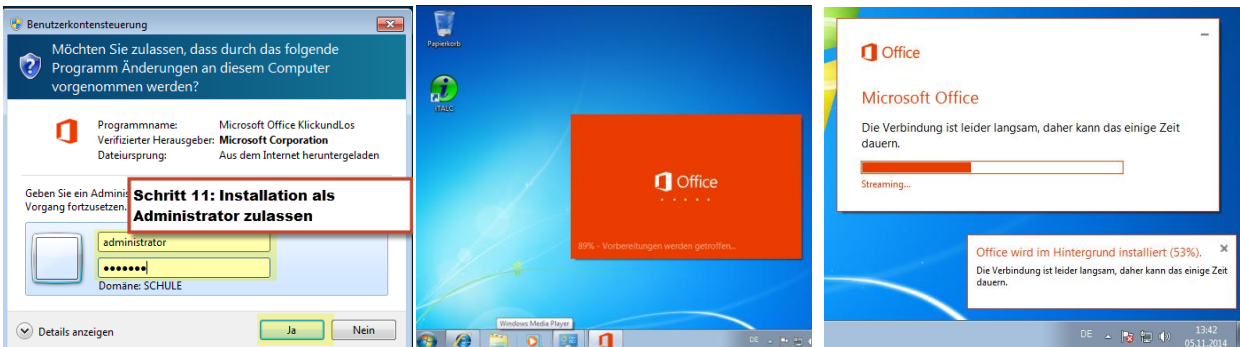 Benutzerkontensteuerung
Möchten Sie zulassen, dass durch das folgende
Programm Änderungen an diesem Computer
vorgenommen werden?
Programmname: Microsoft Office KlickundLos
Verifizierter Herausgeber: Microsoft Corporation
Dateiursprung: Aus dem Internet heruntergeladen
Geben Sie ein Adminis
Vorgang fortzusetzen.
Schritt 11: Installation als
Administrator zulassen
administrator
Domäne: SCHULE
Details anzeigen
Ja
Nein
Papierkorb
iTALC
Office
89% - Vorbereitungen werden getroffen...
Windows Media Player
DE
Office
Microsoft Office
Die Verbindung ist leider langsam, daher kann das einige Zeit
dauern.
Streaming...
Office wird im Hintergrund installiert (53%).
Die Verbindung ist leider langsam, daher kann das einige Zeit
dauern.
DE
13:42
05.11.2014